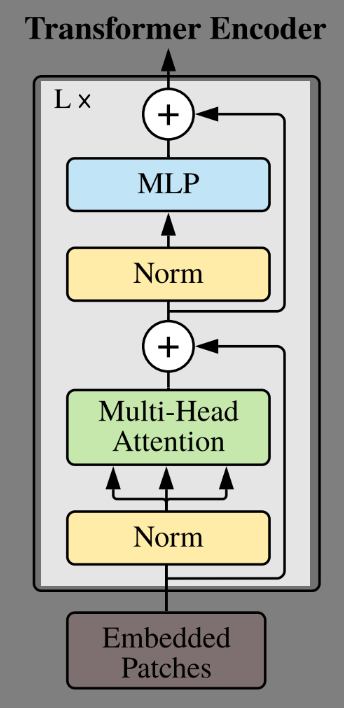 Transformer Encoder
L ×
+
MLP
Norm
+
Multi-Head
Attention
Norm
Embedded
Patches